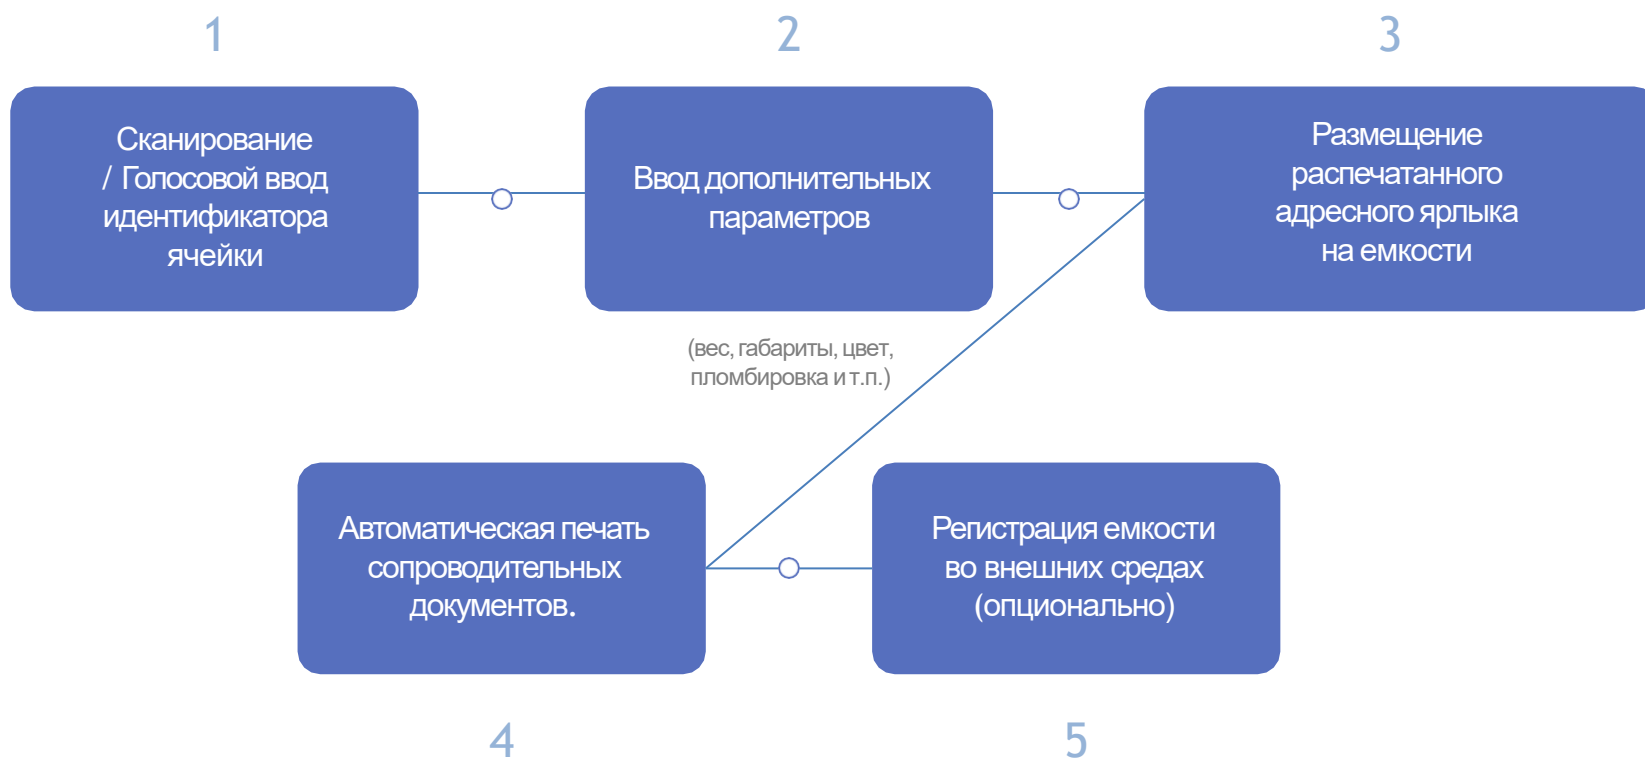 1
2
3
Сканирование
/ Голосовой ввод
идентификатора
ячейки
Ввод дополнительных
параметров
Размещение
распечатанного
адресного ярлыка
на емкости
(вес, габариты, цвет,
пломбировка и т.п.)
Автоматическая печать
сопроводительных
документов.
Регистрация емкости
во внешних средах
(опционально)
4
5